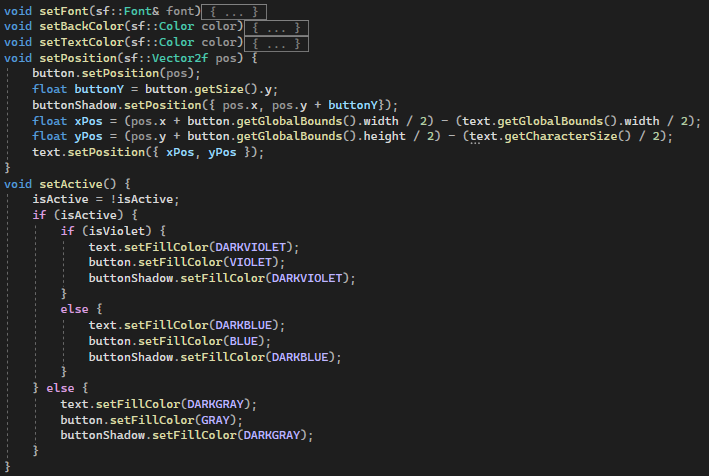 void setFont(sf::Font& font){ ... }
void setBackColor(sf::Color color){ ... }
void setTextColor(sf::Color color){ ... }
void setPosition(sf::Vector2f pos) {
    button.setPosition(pos);
    float buttonY = button.getSize().y;
    buttonShadow.setPosition({ pos.x, pos.y + buttonY});
    float xPos = (pos.x + button.getGlobalBounds().width / 2) - (text.getGlobalBounds().width / 2);
    float yPos = (pos.y + button.getGlobalBounds().height / 2) - (text.getCharacterSize() / 2);
    text.setPosition({ xPos, yPos });
}
void setActive() {
    isActive = !isActive;
    if (isActive) {
        if (isViolet) {
            text.setFillColor(DARKVIOLET);
            button.setFillColor(VIOLET);
            buttonShadow.setFillColor(DARKVIOLET);
        }
        else {
            text.setFillColor(DARKBLUE);
            button.setFillColor(BLUE);
            buttonShadow.setFillColor(DARKBLUE);
        }
    } else {
        text.setFillColor(DARKGRAY);
        button.setFillColor(GRAY);
        buttonShadow.setFillColor(DARKGRAY);
    }
}